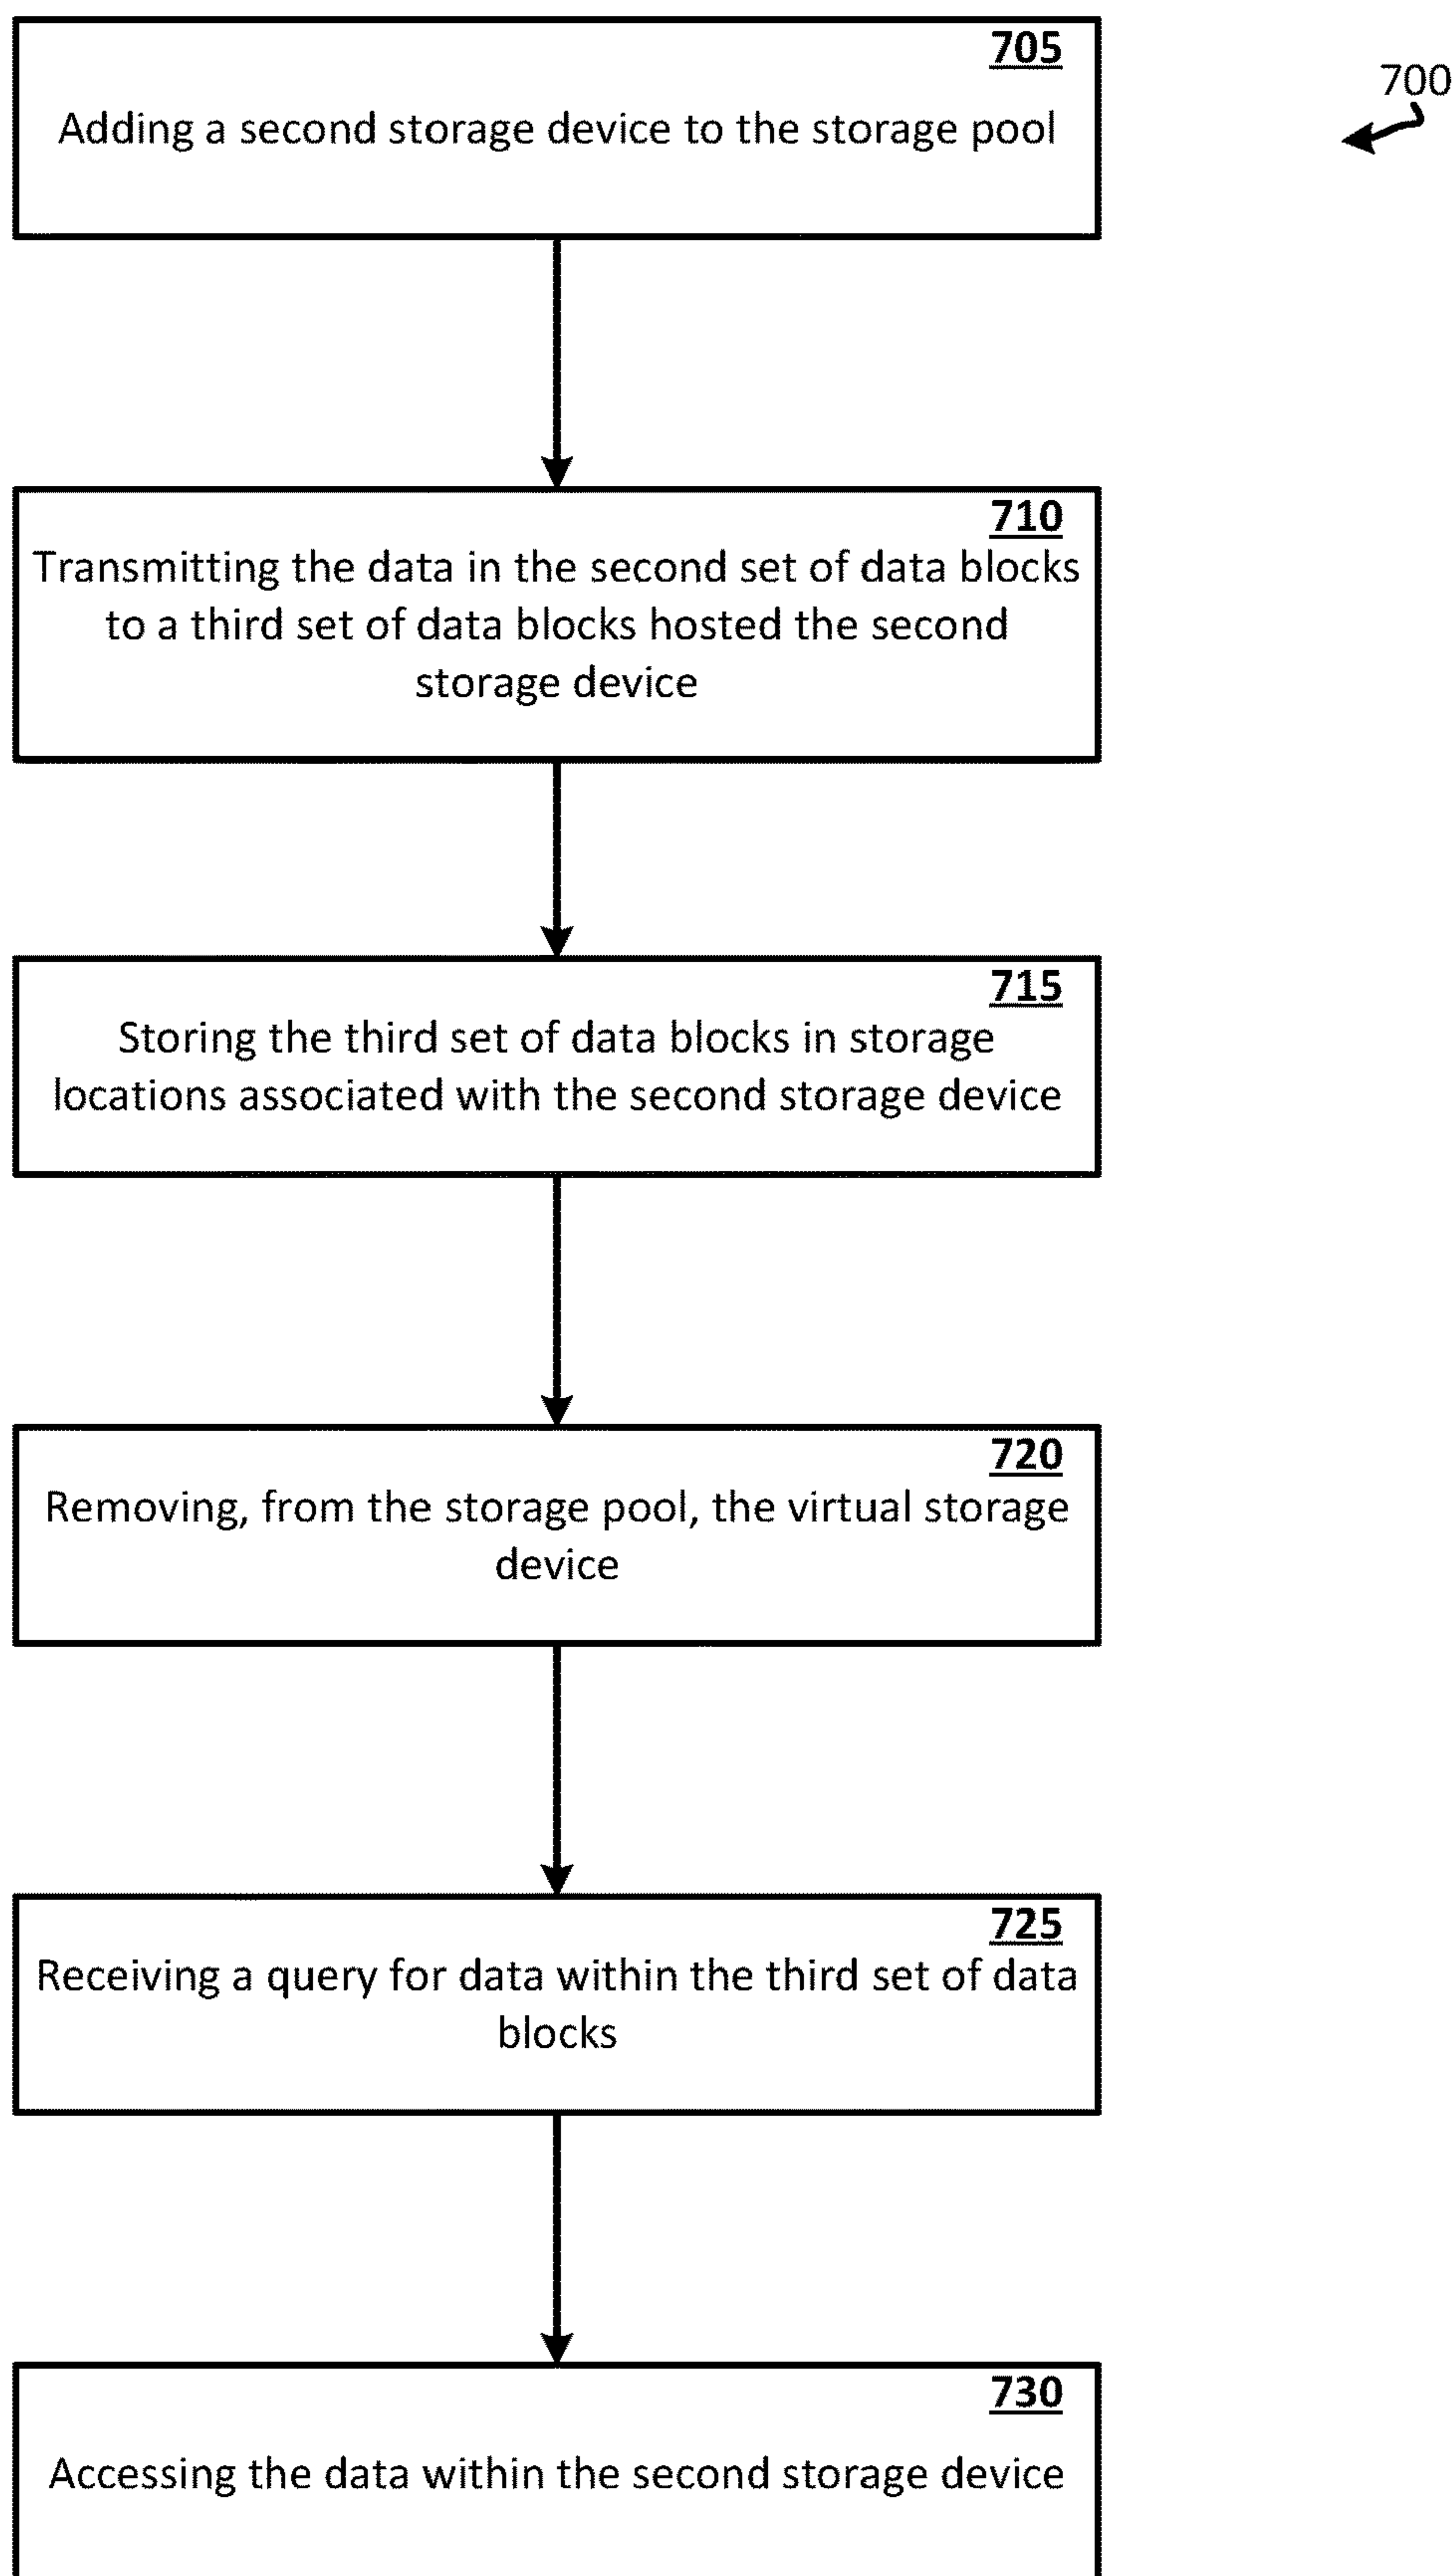 705
700
Adding a second storage device to the storage pool
710
Transmitting the data in the second set of data blocks
to a third set of data blocks hosted the second
storage device
715
Storing the third set of data blocks in storage
locations associated with the second storage device
720
Removing, from the storage pool, the virtual storage
device
725
Receiving a query for data within the third set of data
blocks
730
Accessing the data within the second storage device